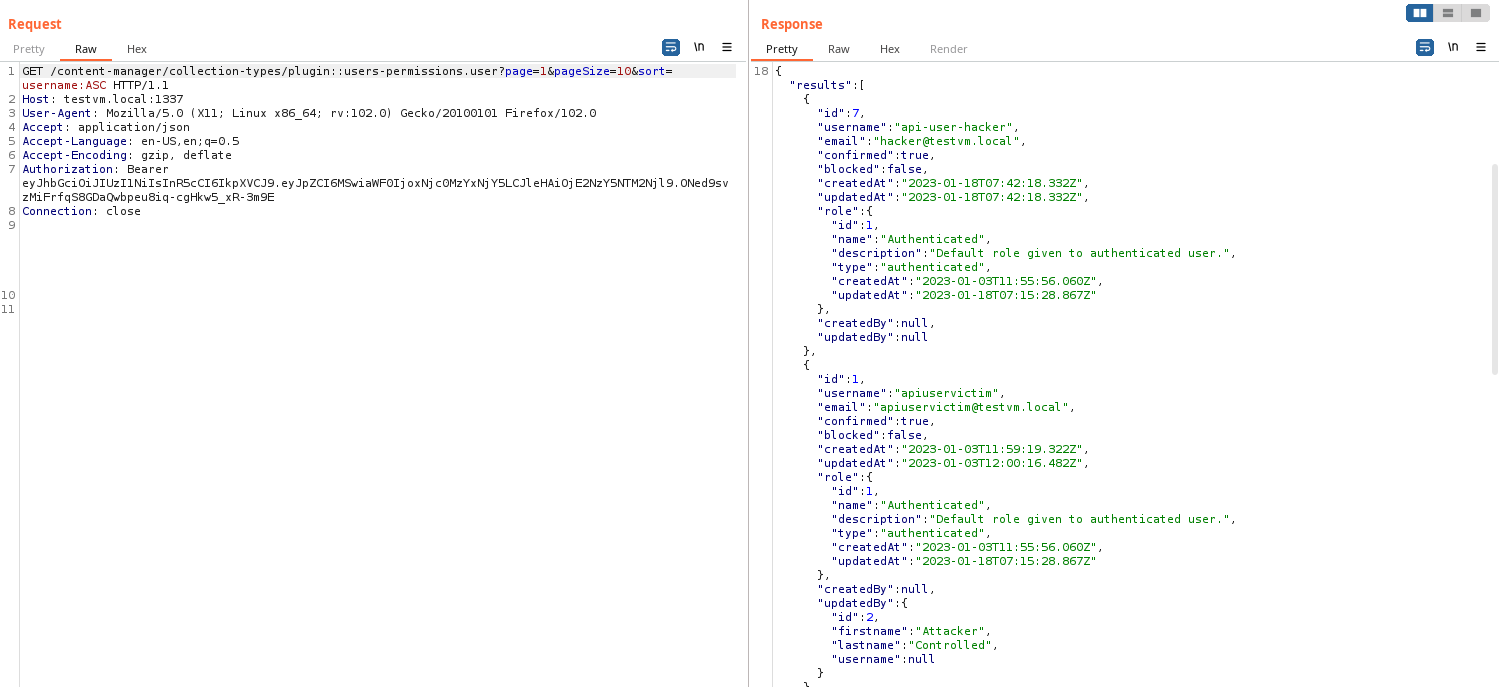 Request
Pretty Raw Hex
\n
1 GET /content-manager/collection-types/plugin::users-permissions.user?page=1&pageSize=10&sort=
username:ASC HTTP/1.1
2 Host: testvm.local:1337
3 User-Agent: Mozilla/5.0 (X11; Linux x86_64; rv:102.0) Gecko/20100101 Firefox/102.0
4 Accept: application/json
5 Accept-Language: en-US,en;q=0.5
6 Accept-Encoding: gzip, deflate
7 Authorization: Bearer
eyJhbGciOiJIUzI1NiIsInR5cCI6IkpXVCJ9.eyJpZCI6MSwiaWF0IjoxNjc0MzYxNjY5LCJleHAiOjE2NzY5NTM2Njl9.ONed9sv
zMiFrfqS8GDaQwbpeu8iq-cgHkw5_xR-3m9E
8 Connection: close
9
10
11
Response
Pretty Raw Hex Render
\n
18 {
"results":[
{
"id":7,
"username":"api-user-hacker",
"email":"hacker@testvm.local",
"confirmed":true,
"blocked":false,
"createdAt":"2023-01-18T07:42:18.332Z",
"updatedAt":"2023-01-18T07:42:18.332Z",
"role":{
"id":1,
"name":"Authenticated",
"description":"Default role given to authenticated user.",
"type":"authenticated",
"createdAt":"2023-01-03T11:55:56.060Z",
"updatedAt":"2023-01-18T07:15:28.867Z"
},
"createdBy":null,
"updatedBy":null
},
{
"id":1,
"username":"apiuservictim",
"email":"apiuservictim@testvm.local",
"confirmed":true,
"blocked":false,
"createdAt":"2023-01-03T11:59:19.322Z",
"updatedAt":"2023-01-03T12:00:16.482Z",
"role":{
"id":1,
"name":"Authenticated",
"description":"Default role given to authenticated user.",
"type":"authenticated",
"createdAt":"2023-01-03T11:55:56.060Z",
"updatedAt":"2023-01-18T07:15:28.867Z"
},
"createdBy":null,
"updatedBy":{
"id":2,
"firstname":"Attacker",
"lastname":"Controlled",
"username":null
}
}